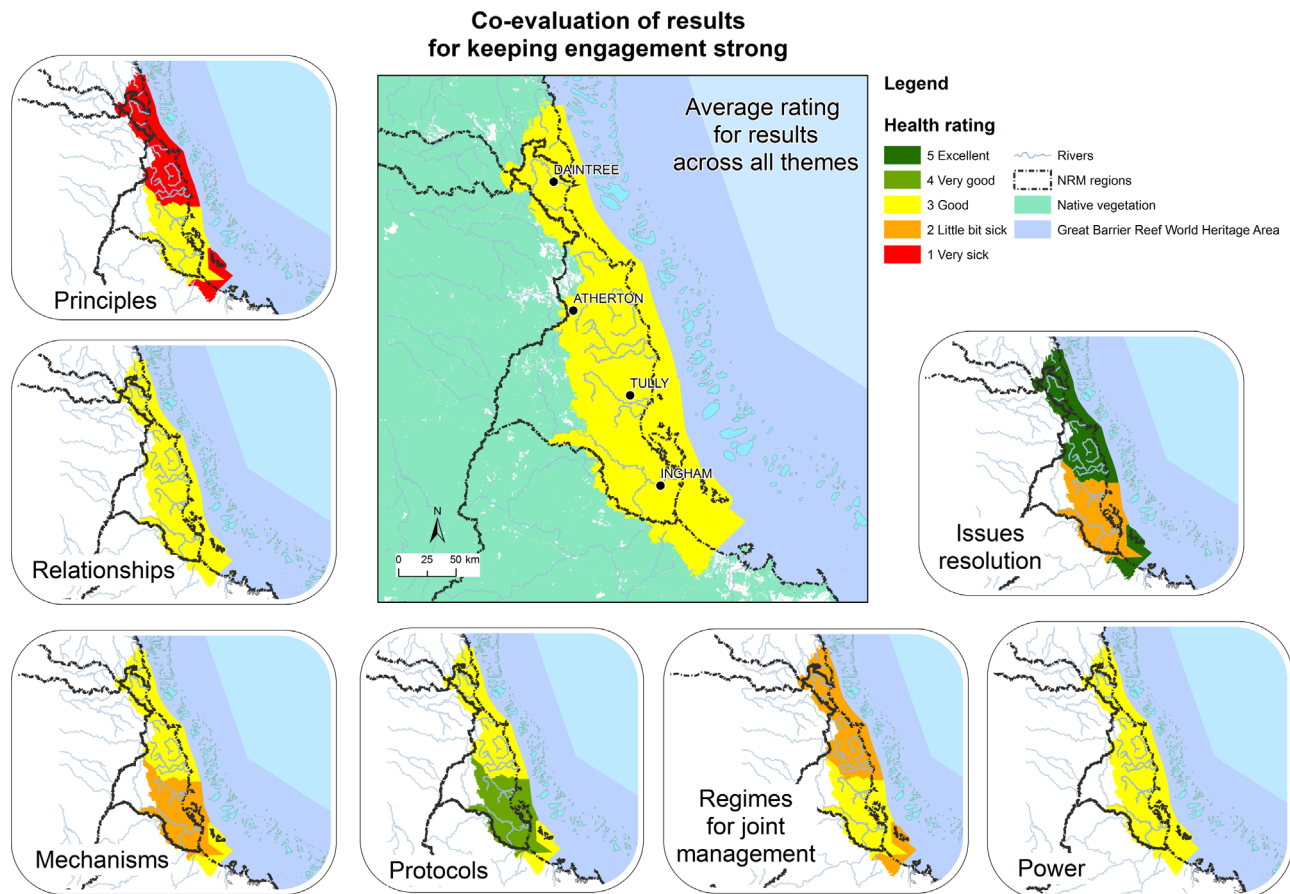 Co-evaluation of results
for keeping engagement strong
Principles
Relationships
Mechanisms
Average rating
for results
across all themes
DAINTREE
ATHERTON
TULLY
INGHAM
N
0 25 50 km
Legend
Health rating
5 Excellent
4 Very good
3 Good
2 Little bit sick
1 Very sick
Rivers
NRM regions
Native vegetation
Great Barrier Reef World Heritage Area
Issues
resolution
Protocols
Regimes
for joint
management
Power